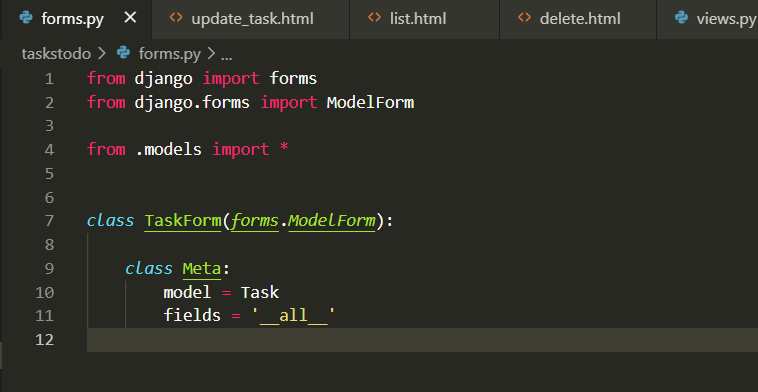 forms.py × update_task.html list.html delete.html views.py
taskstodo > forms.py > ...
1 from django import forms
2 from django.forms import ModelForm
3
4 from .models import *
5
6
7 class TaskForm(forms.ModelForm):
8
9     class Meta:
10         model = Task
11         fields = '__all__'
12